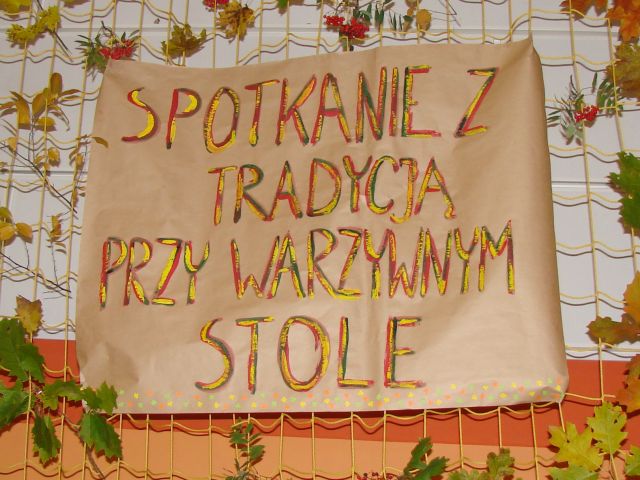 SPOTKANIE Z
TRADYCJĄ
PRZY WARZYWNYM
STOLE